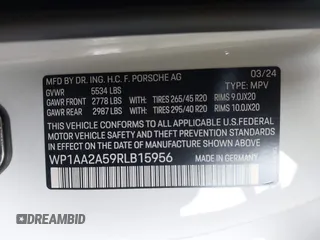 MFD BY DR. ING. H.C. F. PORSCHE AG 03/24
GVWR 5534 LBS TYPE: MPV
GAWR FRONT 2778 LBS WITH TIRES 265/45 R20 RIMS 9.0JX20
GAWR REAR 2987 LBS WITH TIRES 295/40 R20 RIMS 10.0JX20
THIS VEHICLE CONFORMS TO ALL APPLICABLE U.S.FEDERAL
MOTOR VEHICLE SAFETY AND THEFT PREVENTION STANDARDS
IN EFFECT ON THE DATE OF MANUFACTURE SHOWN ABOVE.
WP1AA2A59RLB15956
DREAMBID